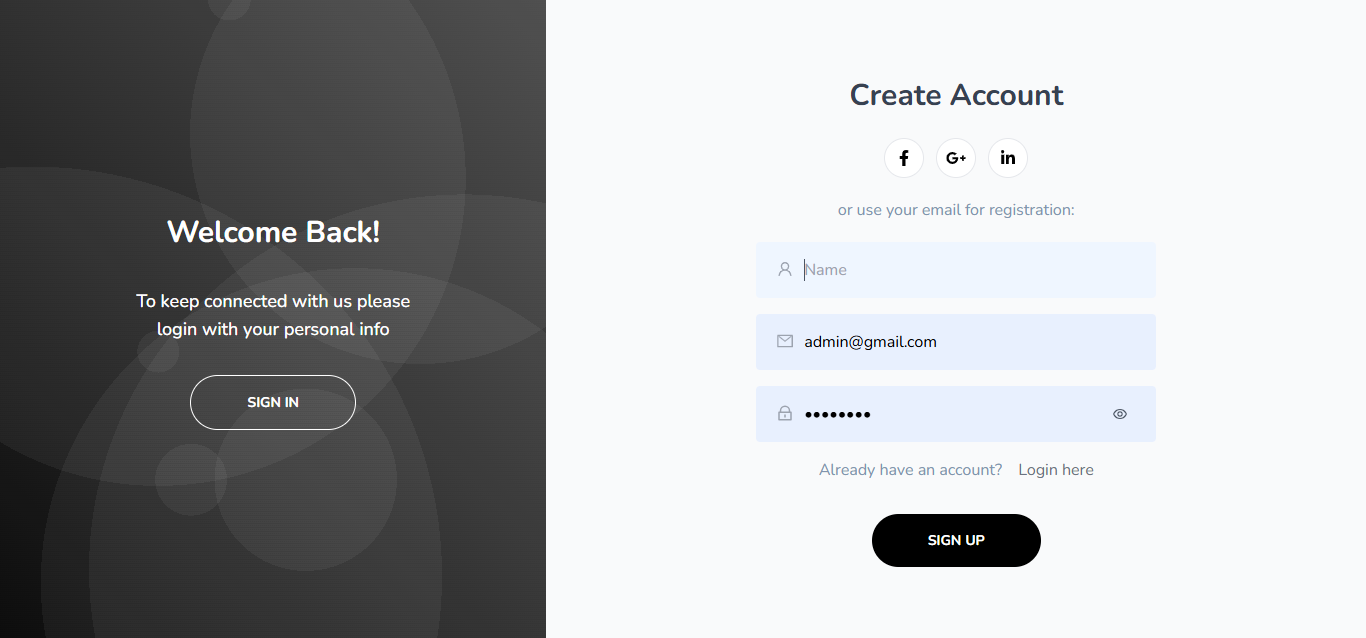 Welcome Back!
To keep connected with us please
login with your personal info
SIGN IN
Create Account
f G+ in
or use your email for registration:
Name
admin@gmail.com
••••••••
Already have an account? Login here
SIGN UP